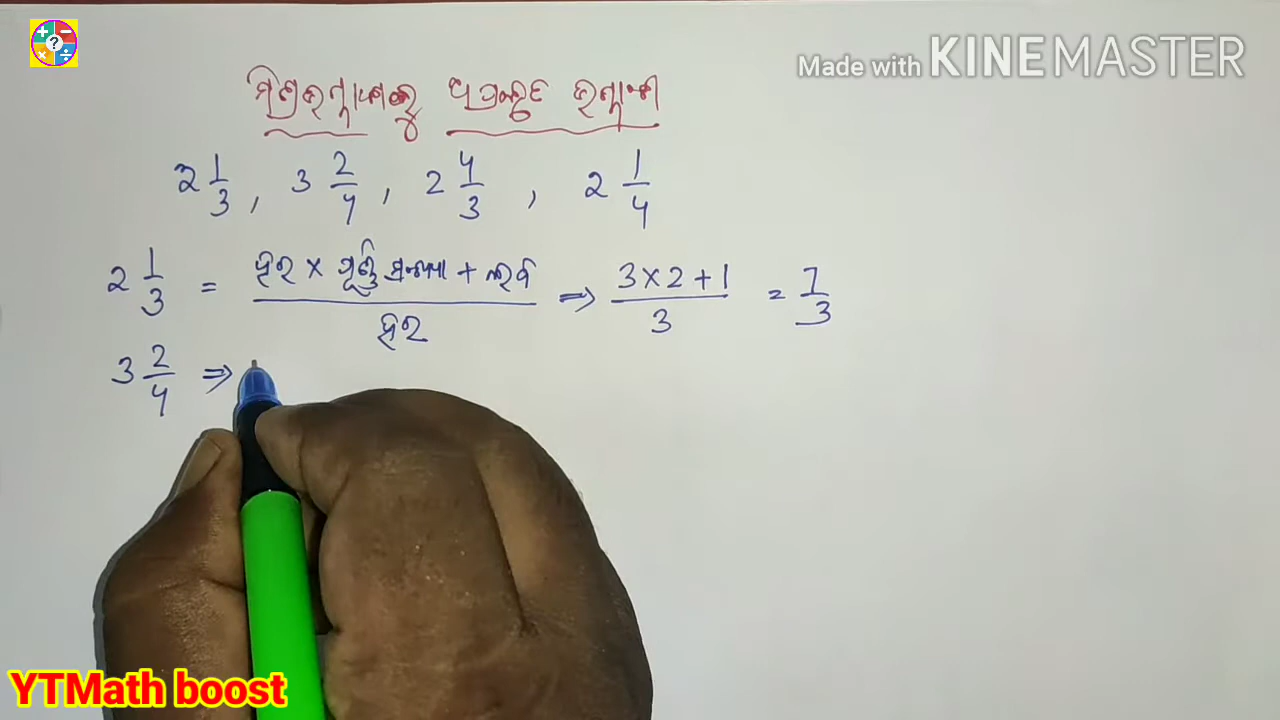 Made with KINEMASTER
ମିଶ୍ରଭଗ୍ନାଂଶକୁ ଅପ୍ରକୃତ ଭଗ୍ନାଂଶ
2 1/3 , 3 2/4 , 2 4/3 , 2 1/4
2 1/3 = ହର × ପୂର୍ଣ୍ଣ ସଂଖ୍ୟା + ଲବ / ହର ⇒ 3×2+1 / 3 = 7/3
3 2/4 ⇒
YTMath boost